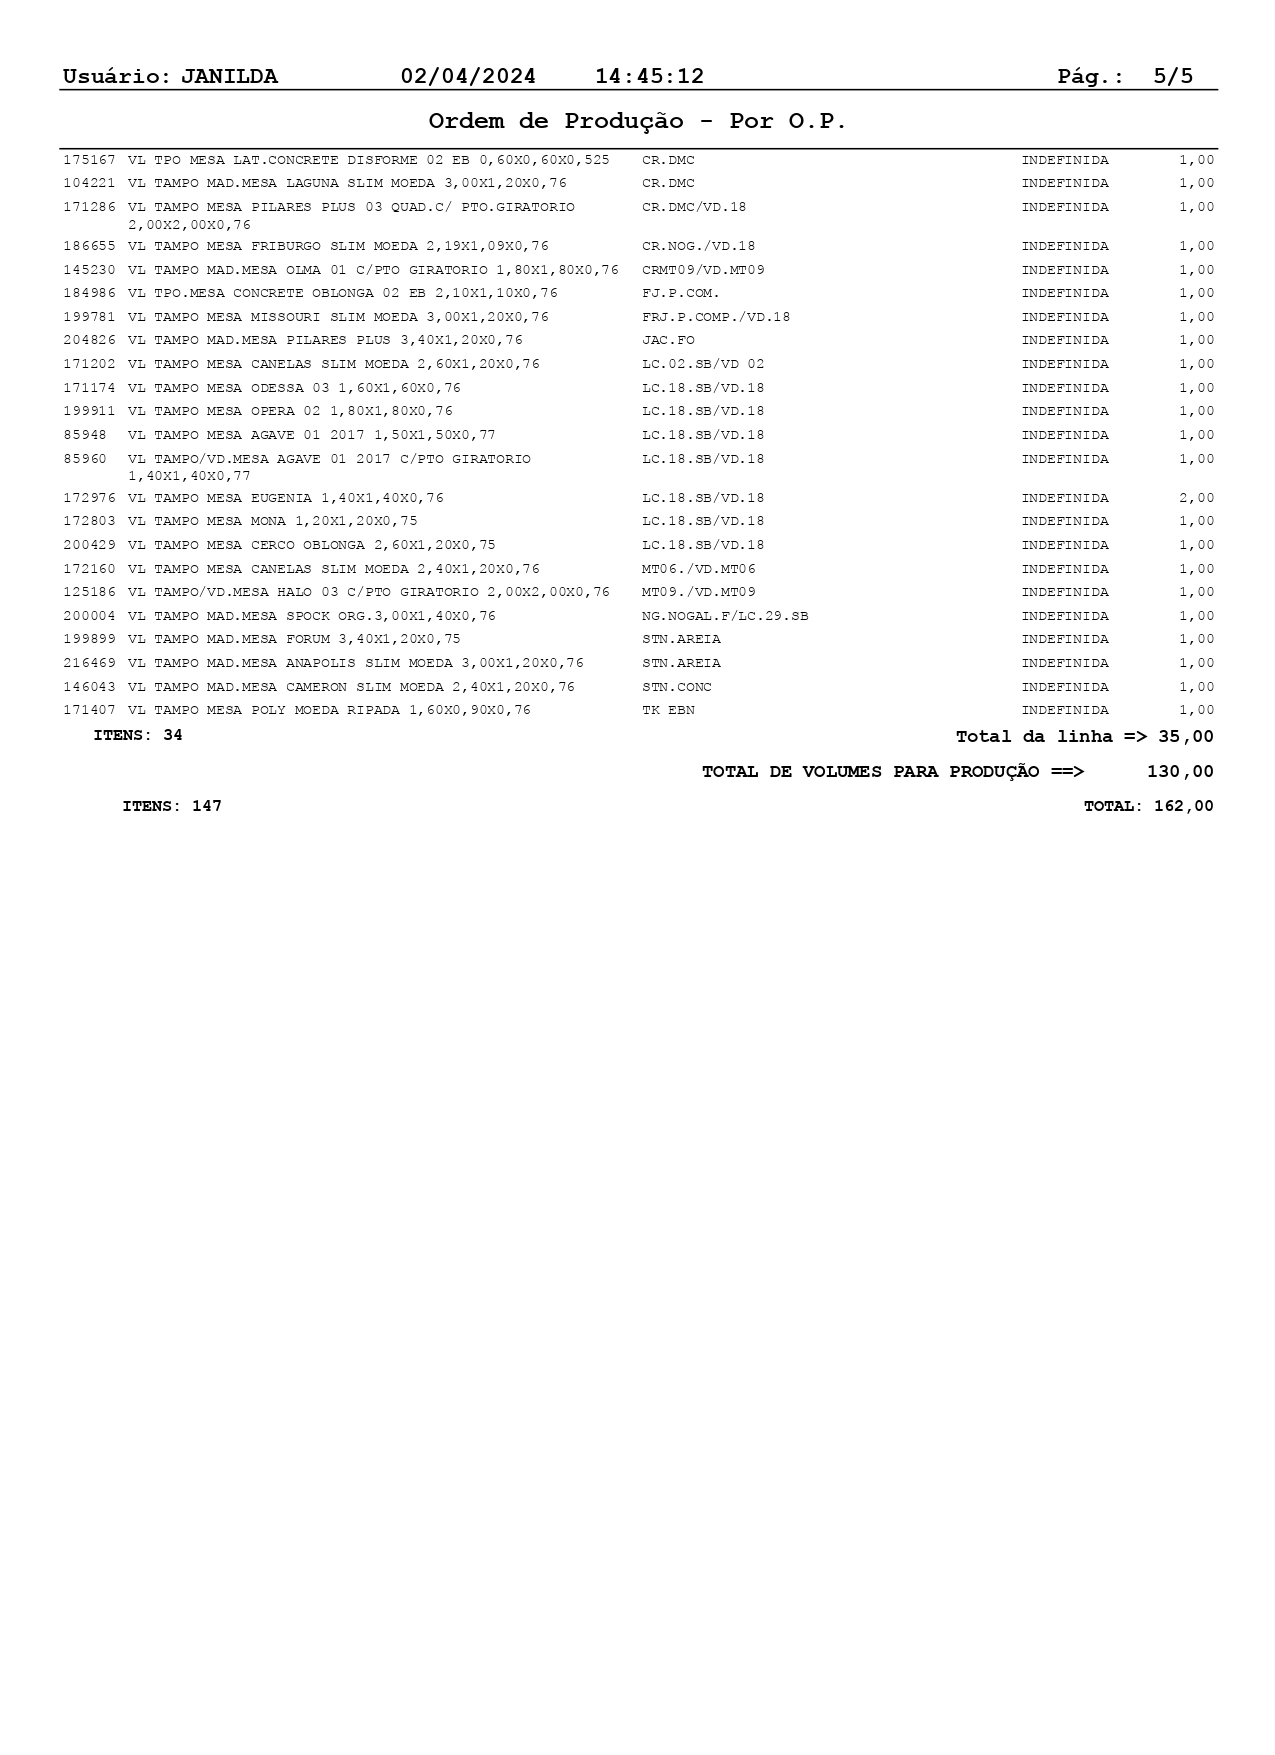 Usuário: JANILDA 02/04/2024 14:45:12 Pág.: 5/5
Ordem de Produção - Por O.P.
175167 VL TPO MESA LAT.CONCRETE DISFORME 02 EB 0,60X0,60X0,525 CR.DMC INDEFINIDA 1,00
104221 VL TAMPO MAD.MESA LAGUNA SLIM MOEDA 3,00X1,20X0,76 CR.DMC INDEFINIDA 1,00
171286 VL TAMPO MESA PILARES PLUS 03 QUAD.C/ PTO.GIRATORIO CR.DMC/VD.18 INDEFINIDA 1,00
2,00X2,00X0,76
186655 VL TAMPO MESA FRIBURGO SLIM MOEDA 2,19X1,09X0,76 CR.NOG./VD.18 INDEFINIDA 1,00
145230 VL TAMPO MAD.MESA OLMA 01 C/PTO GIRATORIO 1,80X1,80X0,76 CRMT09/VD.MT09 INDEFINIDA 1,00
184986 VL TPO.MESA CONCRETE OBLONGA 02 EB 2,10X1,10X0,76 FJ.P.COM. INDEFINIDA 1,00
199781 VL TAMPO MESA MISSOURI SLIM MOEDA 3,00X1,20X0,76 FRJ.P.COMP./VD.18 INDEFINIDA 1,00
204826 VL TAMPO MAD.MESA PILARES PLUS 3,40X1,20X0,76 JAC.FO INDEFINIDA 1,00
171202 VL TAMPO MESA CANELAS SLIM MOEDA 2,60X1,20X0,76 LC.02.SB/VD 02 INDEFINIDA 1,00
171174 VL TAMPO MESA ODESSA 03 1,60X1,60X0,76 LC.18.SB/VD.18 INDEFINIDA 1,00
199911 VL TAMPO MESA OPERA 02 1,80X1,80X0,76 LC.18.SB/VD.18 INDEFINIDA 1,00
85948 VL TAMPO MESA AGAVE 01 2017 1,50X1,50X0,77 LC.18.SB/VD.18 INDEFINIDA 1,00
85960 VL TAMPO/VD.MESA AGAVE 01 2017 C/PTO GIRATORIO LC.18.SB/VD.18 INDEFINIDA 1,00
1,40X1,40X0,77
172976 VL TAMPO MESA EUGENIA 1,40X1,40X0,76 LC.18.SB/VD.18 INDEFINIDA 2,00
172803 VL TAMPO MESA MONA 1,20X1,20X0,75 LC.18.SB/VD.18 INDEFINIDA 1,00
200429 VL TAMPO MESA CERCO OBLONGA 2,60X1,20X0,75 LC.18.SB/VD.18 INDEFINIDA 1,00
172160 VL TAMPO MESA CANELAS SLIM MOEDA 2,40X1,20X0,76 MT06./VD.MT06 INDEFINIDA 1,00
125186 VL TAMPO/VD.MESA HALO 03 C/PTO GIRATORIO 2,00X2,00X0,76 MT09./VD.MT09 INDEFINIDA 1,00
200004 VL TAMPO MAD.MESA SPOCK ORG.3,00X1,40X0,76 NG.NOGAL.F/LC.29.SB INDEFINIDA 1,00
199899 VL TAMPO MAD.MESA FORUM 3,40X1,20X0,75 STN.AREIA INDEFINIDA 1,00
216469 VL TAMPO MAD.MESA ANAPOLIS SLIM MOEDA 3,00X1,20X0,76 STN.AREIA INDEFINIDA 1,00
146043 VL TAMPO MAD.MESA CAMERON SLIM MOEDA 2,40X1,20X0,76 STN.CONC INDEFINIDA 1,00
171407 VL TAMPO MESA POLY MOEDA RIPADA 1,60X0,90X0,76 TK EBN INDEFINIDA 1,00
ITENS: 34 Total da linha => 35,00
TOTAL DE VOLUMES PARA PRODUÇÃO ==> 130,00
ITENS: 147 TOTAL: 162,00